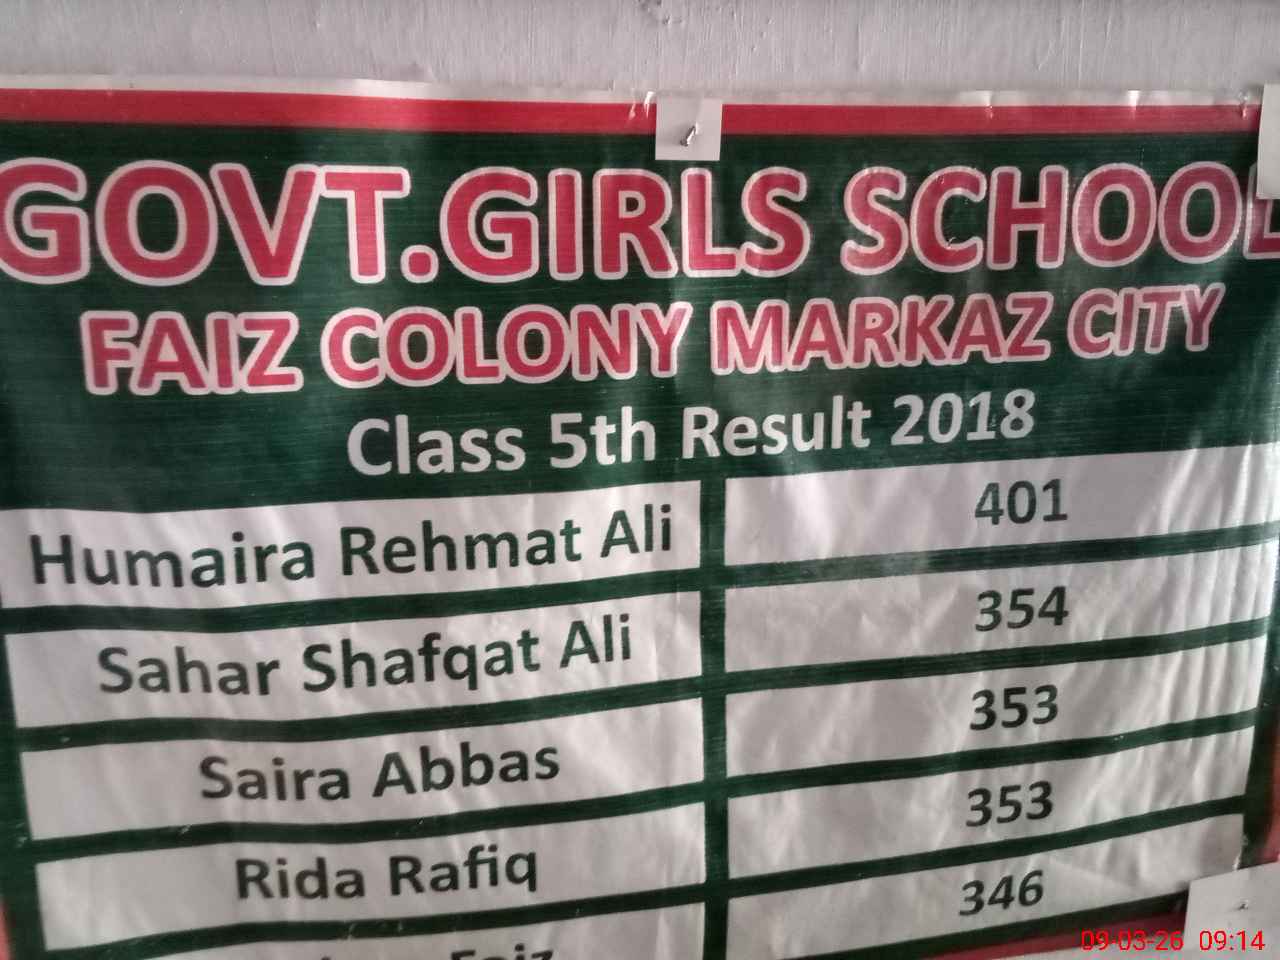 GOVT.GIRLS SCHOOL
FAIZ COLONY MARKAZ CITY
Class 5th Result 2018
Humaira Rehmat Ali 401
Sahar Shafqat Ali 354
Saira Abbas 353
Rida Rafiq 353
Faiz 346
09-03-26 09:14